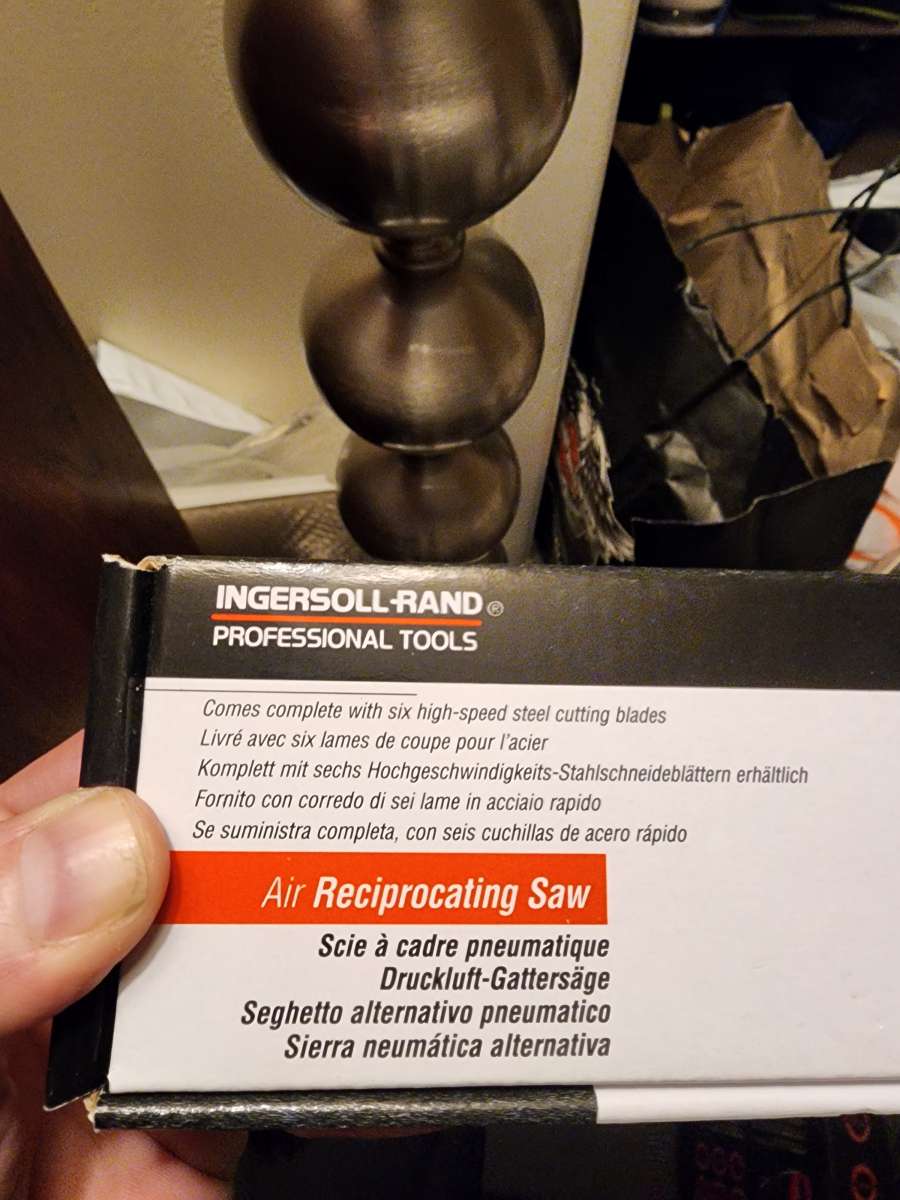 INGERSOLL-RAND®
PROFESSIONAL TOOLS
Comes complete with six high-speed steel cutting blades
Livré avec six lames de coupe pour l'acier
Komplett mit sechs Hochgeschwindigkeits-Stahlschneideblättern erhältlich
Fornito con corredo di sei lame in acciaio rapido
Se suministra completa, con seis cuchillas de acero rápido
Air Reciprocating Saw
Scie à cadre pneumatique
Druckluft-Gattersäge
Seghetto alternativo pneumatico
Sierra neumática alternativa